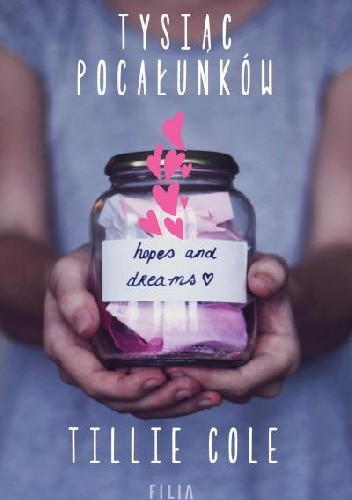 TYSIĄC
POCAŁUNKÓW
hopes and
dreams ♡
TILLIE COLE
FILIA